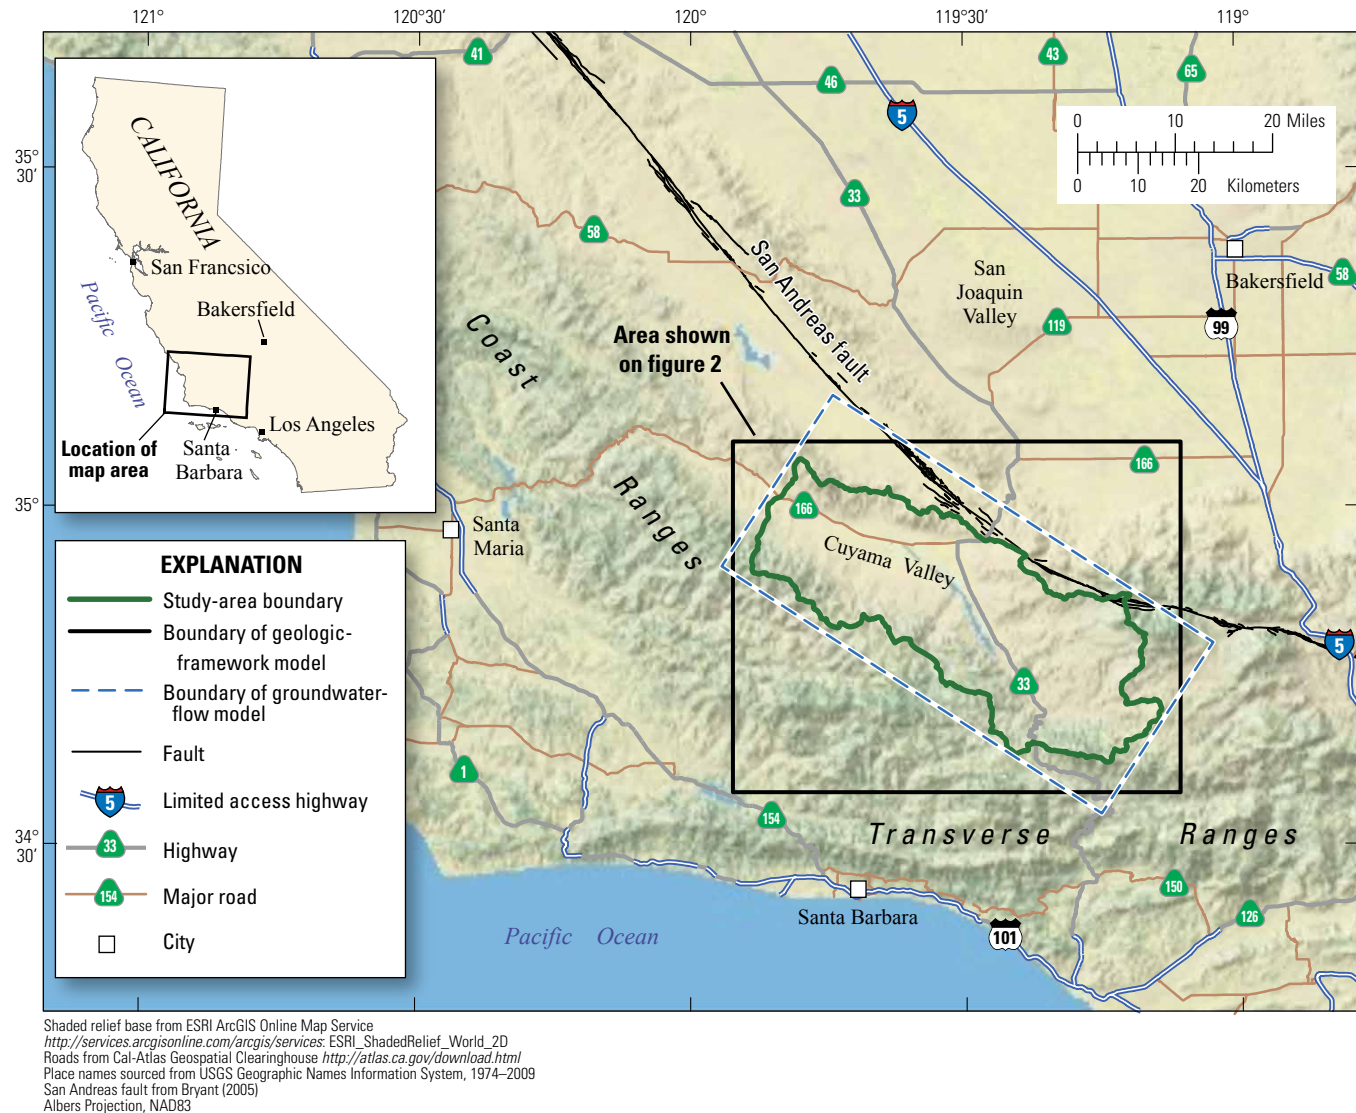 121°
120°30'
120°
119°30'
119°
35°
30'
35°
34°
30'
CALIFORNIA
San Francsico
Pacific Ocean
Bakersfield
Los Angeles
Santa
Barbara
Location of
map area
41
46
5
43
65
0 10 20 Miles
0 10 20 Kilometers
33
58
San Andreas fault
San
Joaquin
Valley
Bakersfield
58
119
99
Area shown
on figure 2
Coast
Ranges
166
166
Cuyama Valley
Santa
Maria
33
5
1
154
Transverse Ranges
150
126
Santa Barbara
101
Pacific Ocean
EXPLANATION
Study-area boundary
Boundary of geologic-
framework model
Boundary of groundwater-
flow model
Fault
5 Limited access highway
33 Highway
154 Major road
City
Shaded relief base from ESRI ArcGIS Online Map Service
http://services.arcgisonline.com/arcgis/services: ESRI_ShadedRelief_World_2D
Roads from Cal-Atlas Geospatial Clearinghouse http://atlas.ca.gov/download.html
Place names sourced from USGS Geographic Names Information System, 1974–2009
San Andreas fault from Bryant (2005)
Albers Projection, NAD83